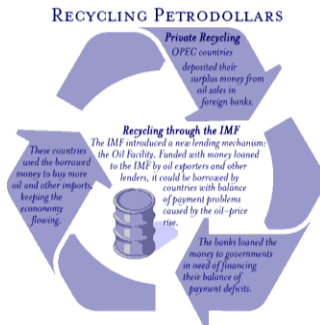 RECYCLING PETRODOLLARS
Private Recycling
OPEC countries
deposited their
surplus money from
oil sales in
foreign banks.
Recycling through the IMF
The IMF introduced a new lending mechanism:
the Oil Facility. Funded with money loaned
to the IMF by oil exporters and other
lenders, it could be borrowed by
countries with balance
of payment problems
caused by the oil-price
rise.
The banks loaned the
money to governments
in need of financing
their balance of
payment deficits.
These countries
used the borrowed
money to buy more
oil and other imports,
keeping the
econonomy
flowing.